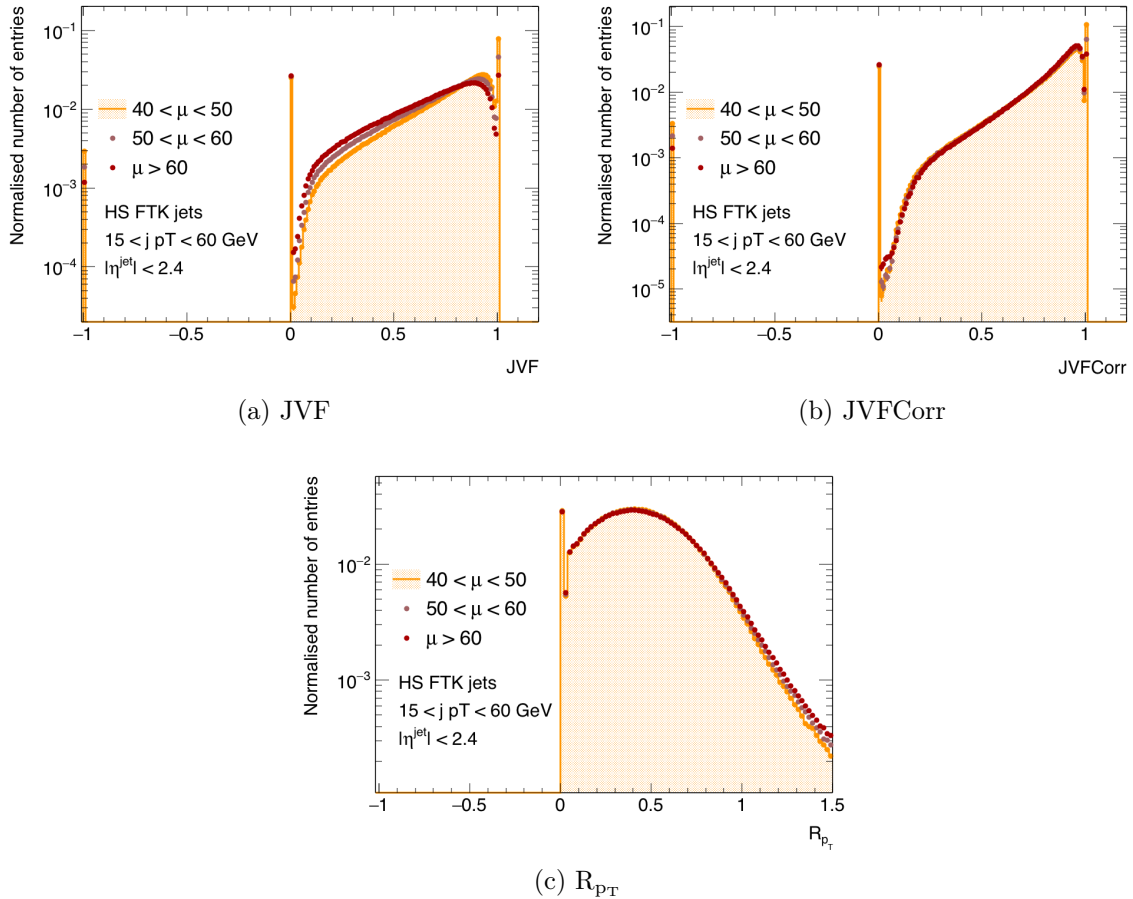 Normalised number of entries
10⁻¹
10⁻²
10⁻³
10⁻⁴
40 < μ < 50
50 < μ < 60
μ > 60
HS FTK jets
15 < j pT < 60 GeV
|η^jet| < 2.4
−1 −0.5 0 0.5 1
JVF
(a) JVF
Normalised number of entries
10⁻¹
10⁻²
10⁻³
10⁻⁴
10⁻⁵
40 < μ < 50
50 < μ < 60
μ > 60
HS FTK jets
15 < j pT < 60 GeV
|η^jet| < 2.4
−1 −0.5 0 0.5 1
JVFCorr
(b) JVFCorr
Normalised number of entries
10⁻²
10⁻³
40 < μ < 50
50 < μ < 60
μ > 60
HS FTK jets
15 < j pT < 60 GeV
|η^jet| < 2.4
−1 −0.5 0 0.5 1 1.5
R_{p_T}
(c) R_{p_T}